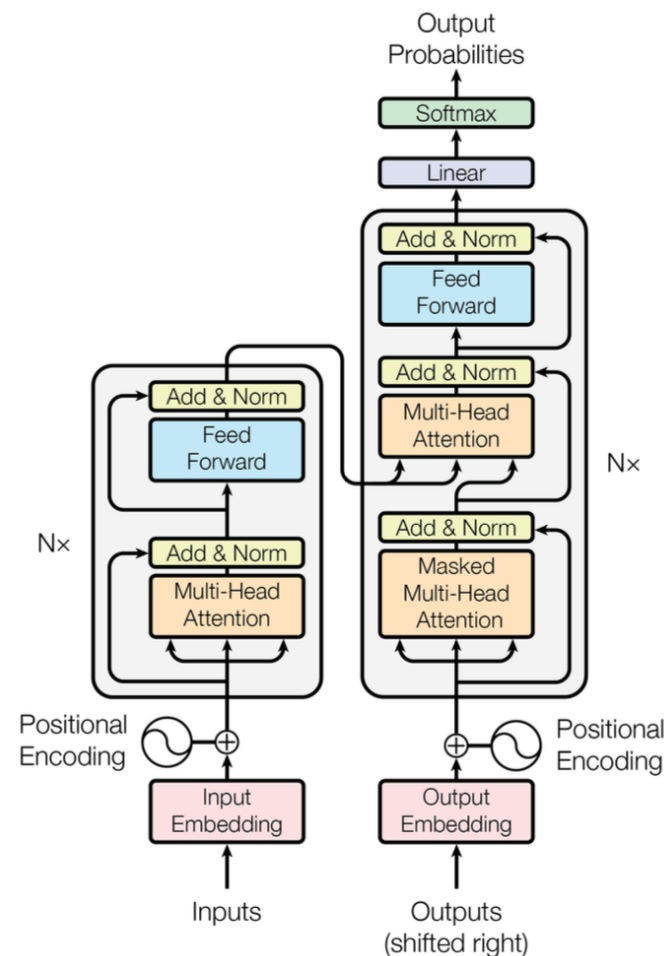 Output
Probabilities
Softmax
Linear
Add & Norm
Feed
Forward
Add & Norm
Multi-Head
Attention
Add & Norm
Masked
Multi-Head
Attention
N×
Add & Norm
Feed
Forward
Add & Norm
Multi-Head
Attention
N×
Positional
Encoding
Positional
Encoding
Input
Embedding
Output
Embedding
Inputs
Outputs
(shifted right)